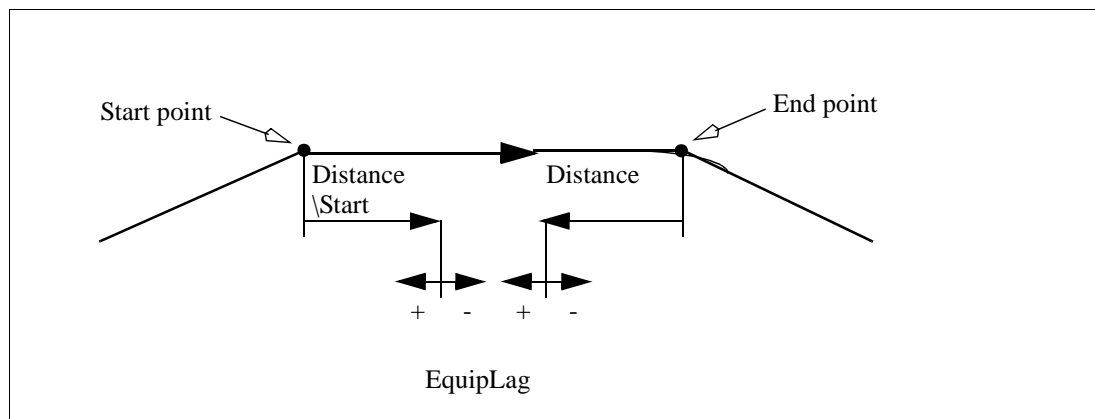 End point
Start point
Distance
\Start
Distance
+ - + -
EquipLag